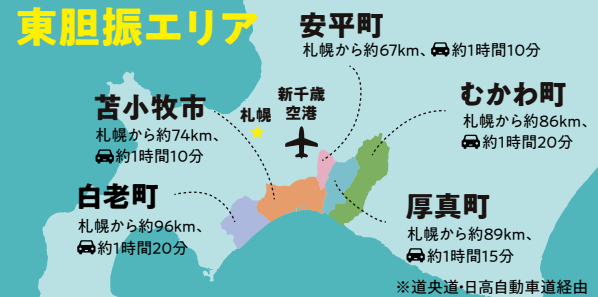 東胆振エリア
安平町
札幌から約67km、約1時間10分
苫小牧市
札幌から約74km、
約1時間10分
札幌
新千歳
空港
むかわ町
札幌から約86km、
約1時間20分
白老町
札幌から約96km、
約1時間20分
厚真町
札幌から約89km、
約1時間15分
※道央道・日高自動車道経由